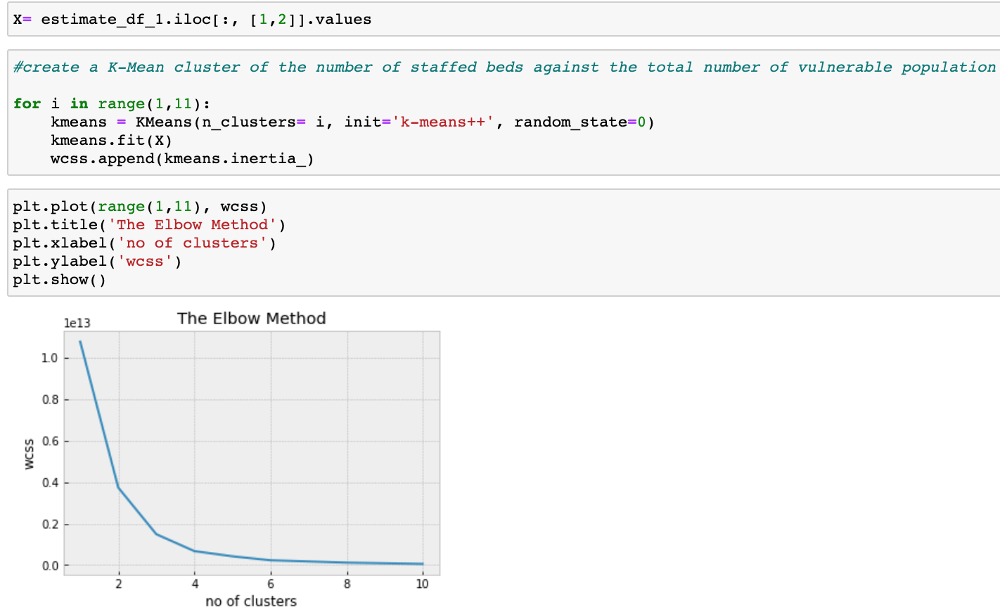 X= estimate_df_1.iloc[:, [1,2]].values
#create a K-Mean cluster of the number of staffed beds against the total number of vulnerable population
for i in range(1,11):
    kmeans = KMeans(n_clusters= i, init='k-means++', random_state=0)
    kmeans.fit(X)
    wcss.append(kmeans.inertia_)
plt.plot(range(1,11), wcss)
plt.title('The Elbow Method')
plt.xlabel('no of clusters')
plt.ylabel('wcss')
plt.show()
The Elbow Method
1e13
1.0
0.8
0.6
0.4
0.2
0.0
wcss
2 4 6 8 10
no of clusters